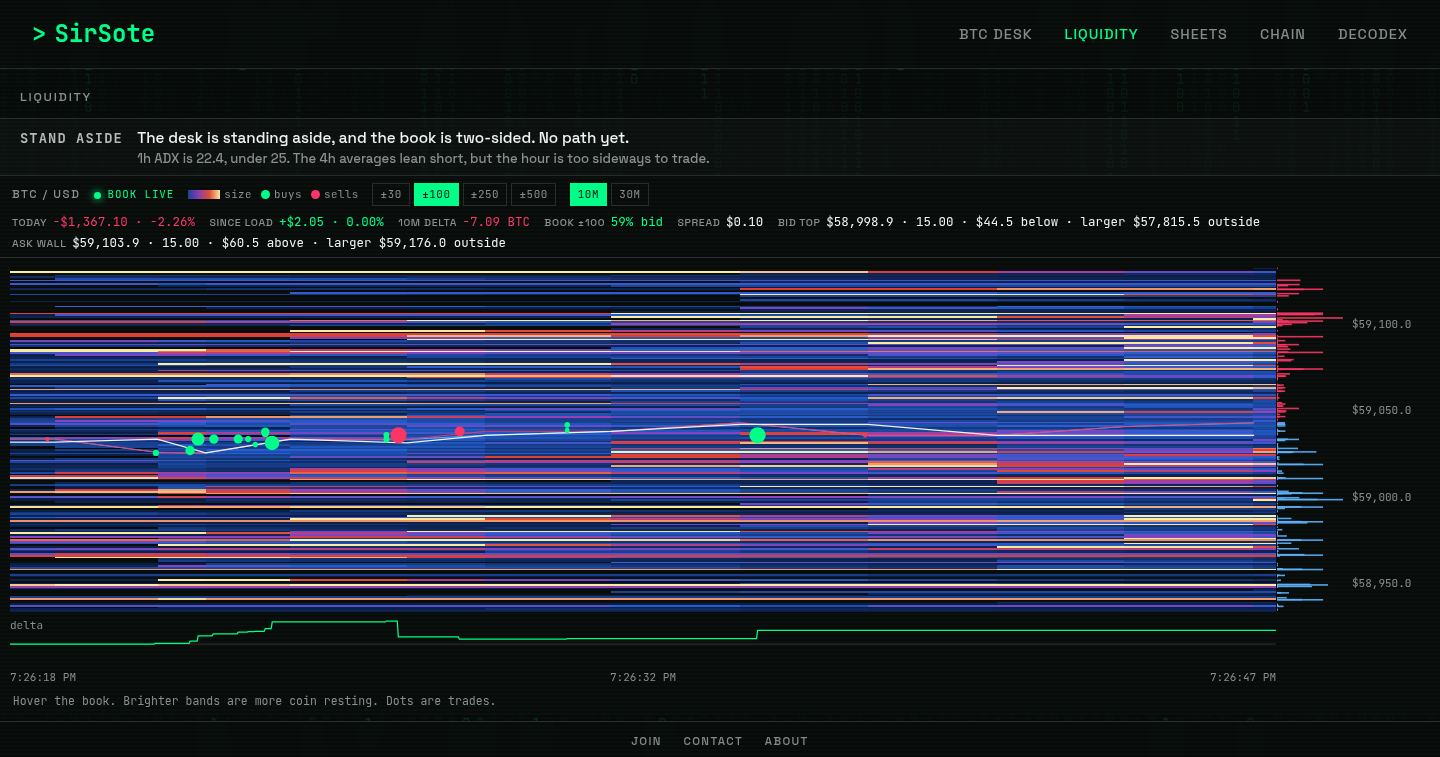 > SirSote
BTC DESK LIQUIDITY SHEETS CHAIN DECODEX
LIQUIDITY
STAND ASIDE The desk is standing aside, and the book is two-sided. No path yet.
1h ADX is 22.4, under 25. The 4h averages lean short, but the hour is too sideways to trade.
BTC / USD BOOK LIVE size buys sells ±30 ±100 ±250 ±500 10M 30M
TODAY -$1,367.10 · -2.26% SINCE LOAD +$2.05 · 0.00% 10M DELTA -7.09 BTC BOOK ±100 59% bid SPREAD $0.10 BID TOP $58,998.9 · 15.00 · $44.5 below · larger $57,815.5 outside
ASK WALL $59,103.9 · 15.00 · $60.5 above · larger $59,176.0 outside
$59,100.0
$59,050.0
$59,000.0
$58,950.0
delta
7:26:18 PM 7:26:32 PM 7:26:47 PM
Hover the book. Brighter bands are more coin resting. Dots are trades.
JOIN CONTACT ABOUT